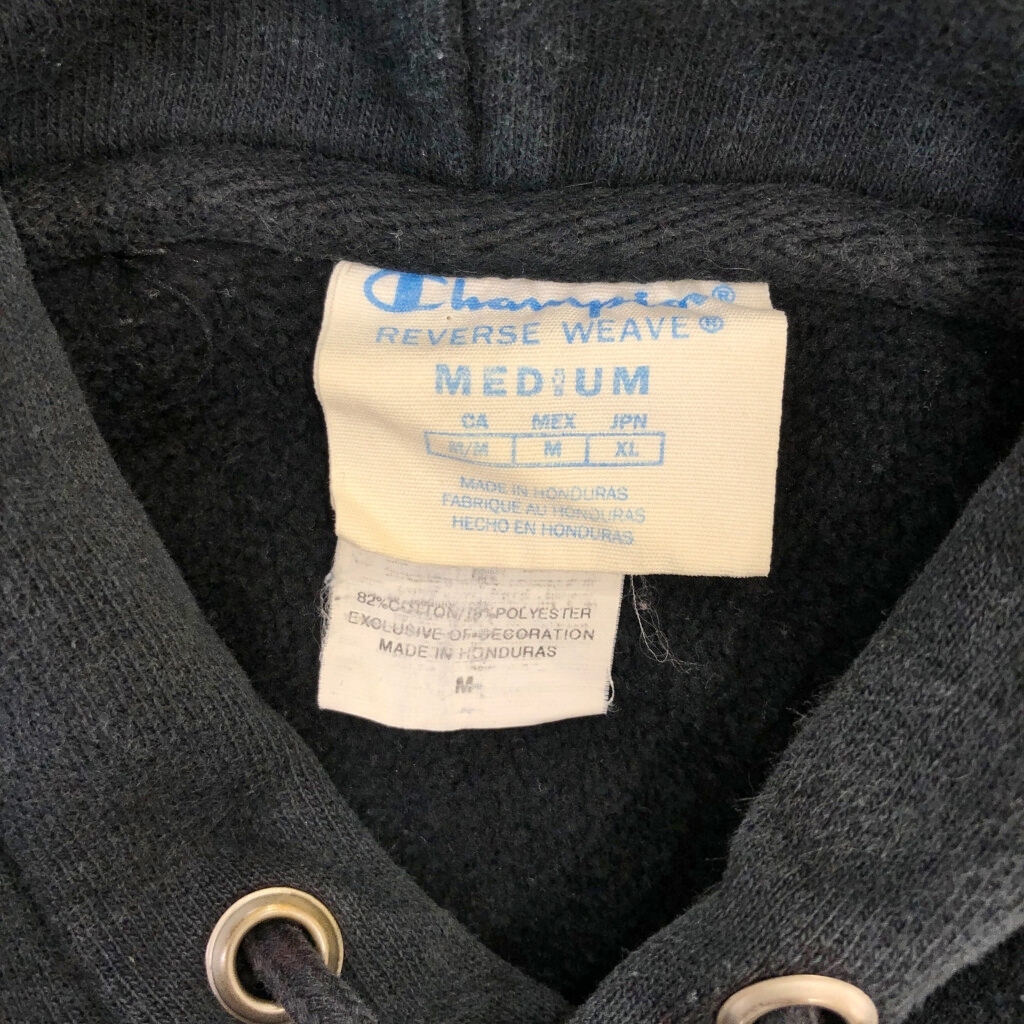 Champion®
REVERSE WEAVE®
MEDIUM
CA MEX JPN
M/M M XL
MADE IN HONDURAS
FABRIQUE AU HONDURAS
HECHO EN HONDURAS
82%COTTON/18%POLYESTER
EXCLUSIVE OF DECORATION
MADE IN HONDURAS
M